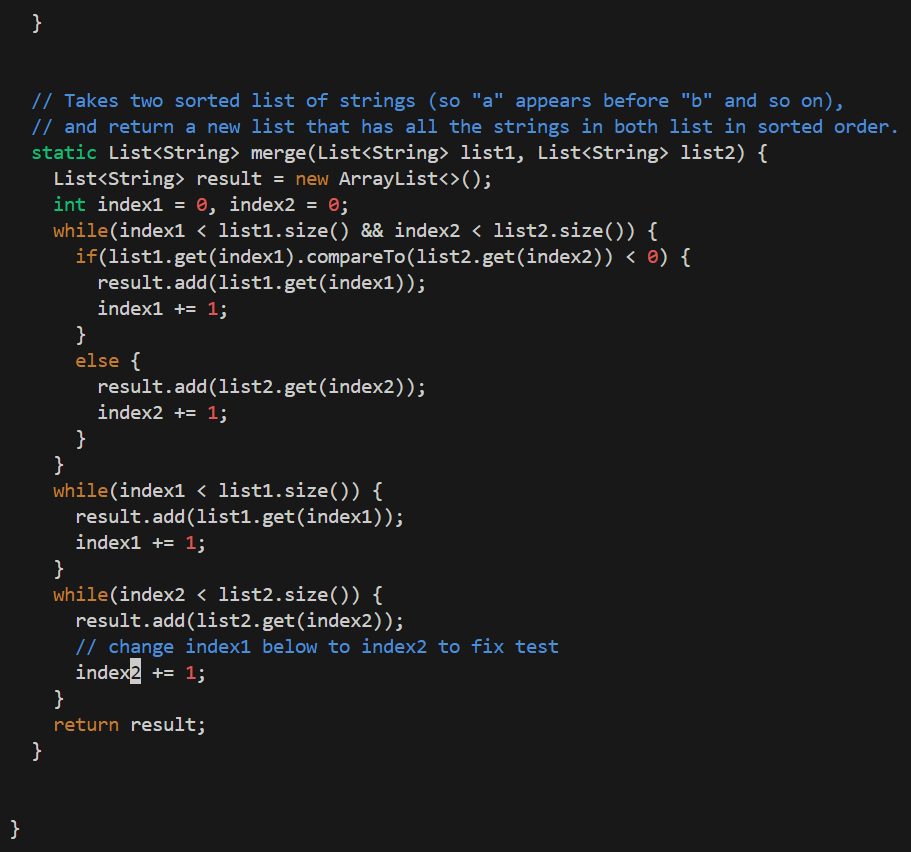 }
// Takes two sorted list of strings (so "a" appears before "b" and so on),
// and return a new list that has all the strings in both list in sorted order.
static List<String> merge(List<String> list1, List<String> list2) {
List<String> result = new ArrayList<>();
int index1 = 0, index2 = 0;
while(index1 < list1.size() && index2 < list2.size()) {
if(list1.get(index1).compareTo(list2.get(index2)) < 0) {
result.add(list1.get(index1));
index1 += 1;
}
else {
result.add(list2.get(index2));
index2 += 1;
}
}
while(index1 < list1.size()) {
result.add(list1.get(index1));
index1 += 1;
}
while(index2 < list2.size()) {
result.add(list2.get(index2));
// change index1 below to index2 to fix test
index2 += 1;
}
return result;
}
}